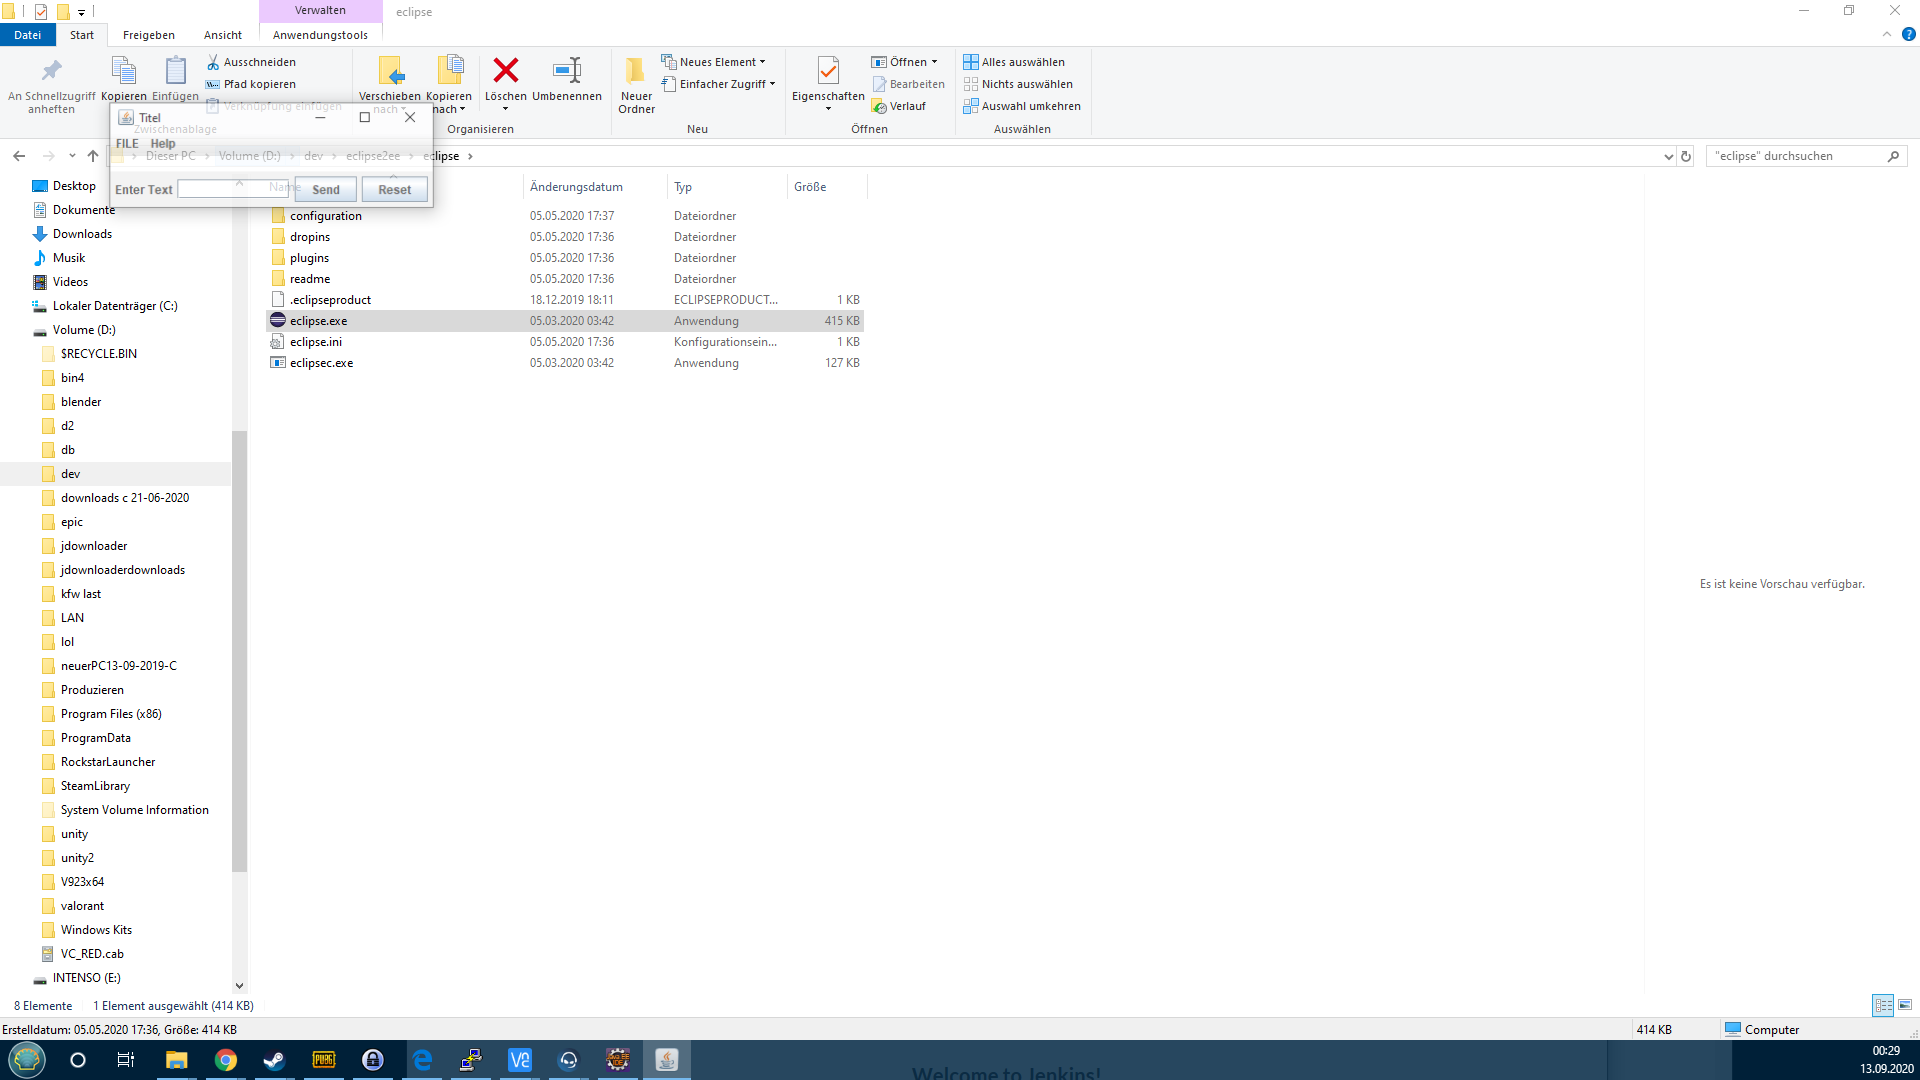 Verwalten
eclipse
Datei
Start
Freigeben
Ansicht
Anwendungstools
An Schnellzugriff anheften
Kopieren
Einfügen
Ausschneiden
Pfad kopieren
Verknüpfung einfügen
Zwischenablage
Verschieben nach
Kopieren nach
Löschen
Umbenennen
Organisieren
Neuer Ordner
Neues Element
Einfacher Zugriff
Neu
Eigenschaften
Öffnen
Bearbeiten
Verlauf
Öffnen
Alles auswählen
Nichts auswählen
Auswahl umkehren
Auswählen
Titel
FILE Help
Enter Text
Send
Reset
Dieser PC
Volume (D:)
dev
eclipse2ee
eclipse
"eclipse" durchsuchen
Name Änderungsdatum Typ Größe
configuration 05.05.2020 17:37 Dateiordner
dropins 05.05.2020 17:36 Dateiordner
plugins 05.05.2020 17:36 Dateiordner
readme 05.05.2020 17:36 Dateiordner
.eclipseproduct 18.12.2019 18:11 ECLIPSEPRODUCT... 1 KB
eclipse.exe 05.03.2020 03:42 Anwendung 415 KB
eclipse.ini 05.05.2020 17:36 Konfigurationsein... 1 KB
eclipsec.exe 05.03.2020 03:42 Anwendung 127 KB
Desktop
Dokumente
Downloads
Musik
Videos
Lokaler Datenträger (C:)
Volume (D:)
$RECYCLE.BIN
bin4
blender
d2
db
dev
downloads c 21-06-2020
epic
jdownloader
jdownloaderdownloads
kfw last
LAN
lol
neuerPC13-09-2019-C
Produzieren
Program Files (x86)
ProgramData
RockstarLauncher
SteamLibrary
System Volume Information
unity
unity2
V923x64
valorant
Windows Kits
VC_RED.cab
INTENSO (E:)
Es ist keine Vorschau verfügbar.
8 Elemente 1 Element ausgewählt (414 KB)
Erstelldatum: 05.05.2020 17:36, Größe: 414 KB
414 KB
Computer
PUBG
Welcome to Jenkins!
00:29
13.09.2020